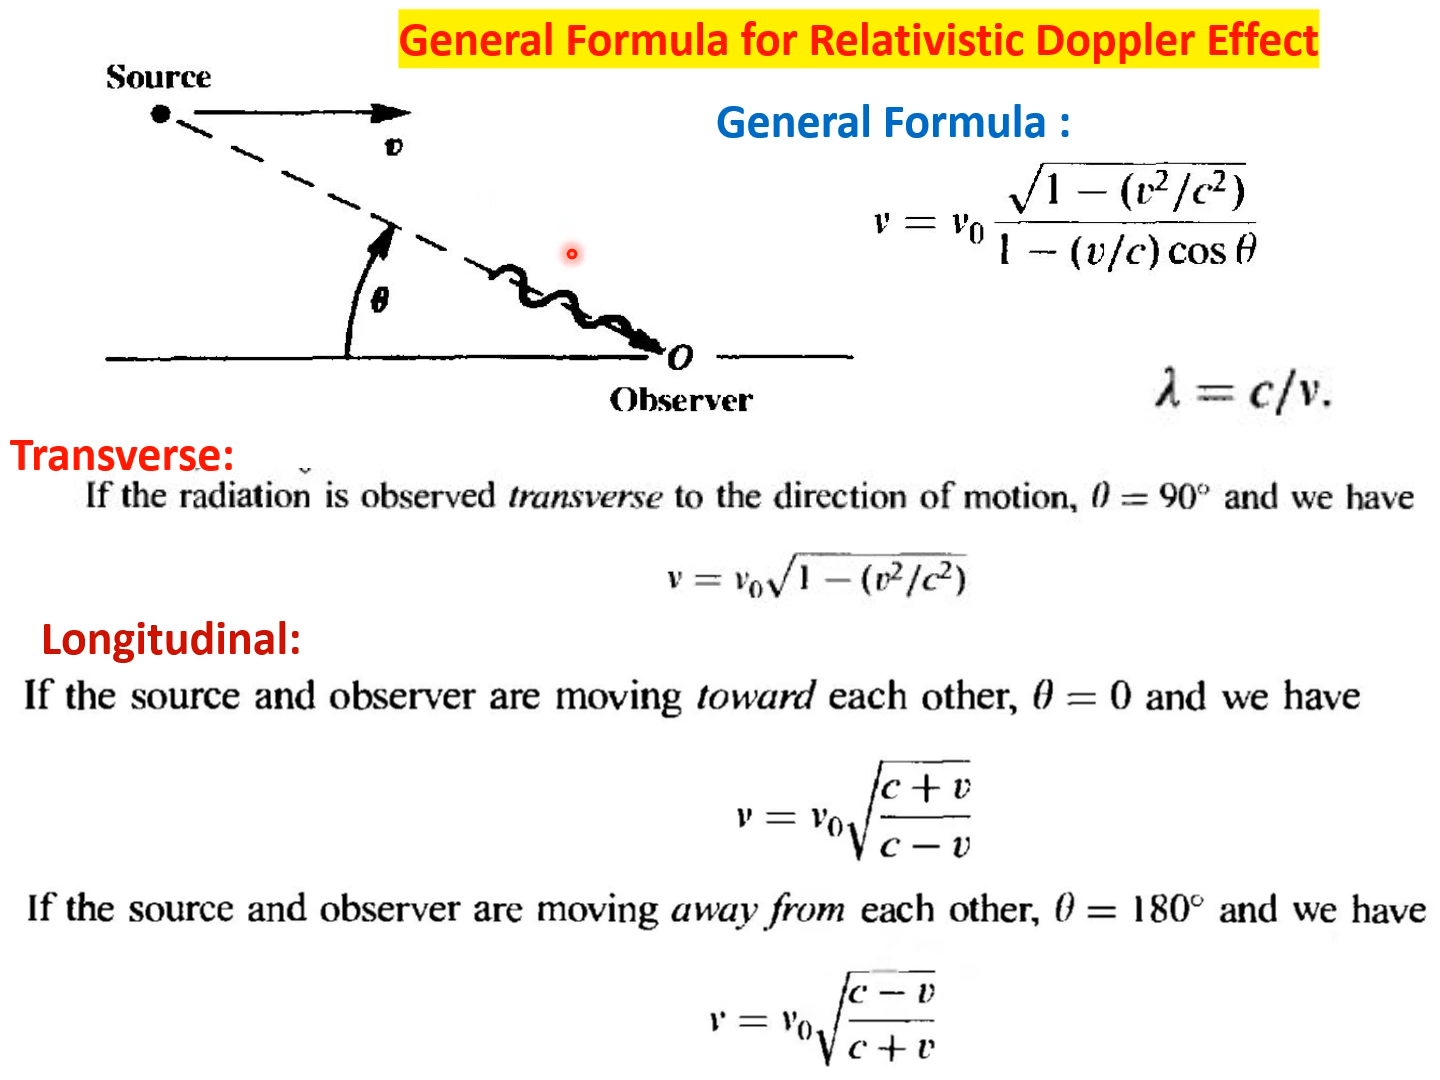 General Formula for Relativistic Doppler Effect
Source
v
General Formula :
ν = ν₀ √(1 − (v²/c²)) / (1 − (v/c) cos θ)
θ
O
Observer
λ = c/ν.
Transverse:
If the radiation is observed transverse to the direction of motion, θ = 90° and we have
ν = ν₀√(1 − (v²/c²))
Longitudinal:
If the source and observer are moving toward each other, θ = 0 and we have
ν = ν₀√((c + v)/(c − v))
If the source and observer are moving away from each other, θ = 180° and we have
ν = ν₀√((c − v)/(c + v))